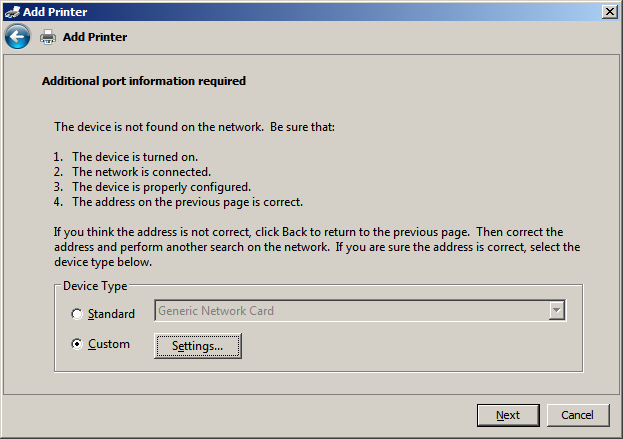 Add Printer
Add Printer
Additional port information required
The device is not found on the network.  Be sure that:
1.  The device is turned on.
2.  The network is connected.
3.  The device is properly configured.
4.  The address on the previous page is correct.
If you think the address is not correct, click Back to return to the previous page.  Then correct the
address and perform another search on the network.  If you are sure the address is correct, select the
device type below.
Device Type
Standard
Generic Network Card
Custom
Settings...
Next
Cancel